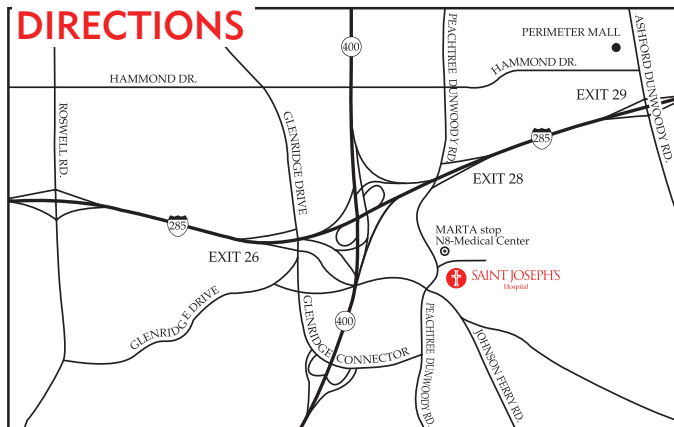 DIRECTIONS
400
PEACHTREE DUNWOODY RD.
PERIMETER MALL
ASHFORD DUNWOODY RD.
HAMMOND DR.
HAMMOND DR.
EXIT 29
ROSWELL RD.
GLENRIDGE DRIVE
285
EXIT 28
285
MARTA stop
N8-Medical Center
EXIT 26
SAINT JOSEPH'S
Hospital
GLENRIDGE DRIVE
400
GLENRIDGE CONNECTOR
PEACHTREE DUNWOODY RD.
JOHNSON FERRY RD.